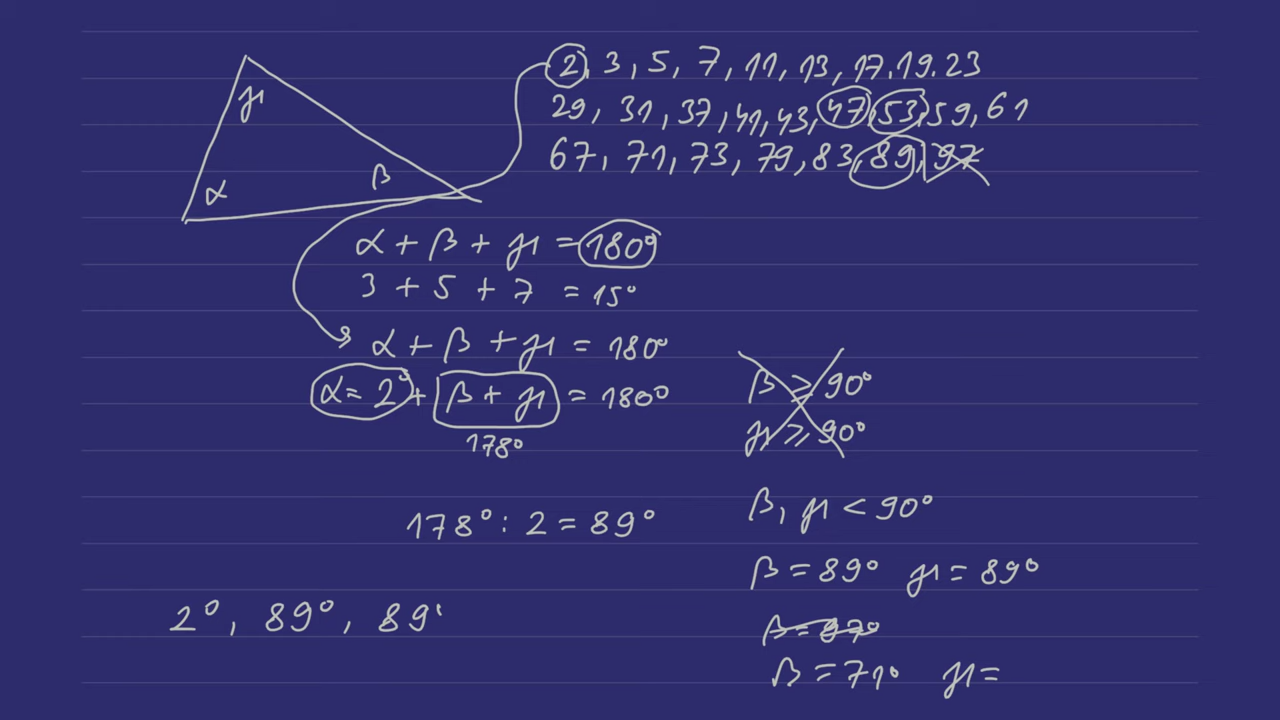 2, 3, 5, 7, 11, 13, 17, 19. 23
29, 31, 37, 41, 43, 47, 53, 59, 61
67, 71, 73, 79, 83, 89, 97
γ
α
β
α + β + γ = 180°
3 + 5 + 7 = 15°
α + β + γ = 180°
α = 2° + β + γ = 180°
178°
β ≥ 90°
γ ≥ 90°
178° : 2 = 89°
β, γ < 90°
β = 89° γ = 89°
2°, 89°, 89°
β = 97°
β = 71° γ =